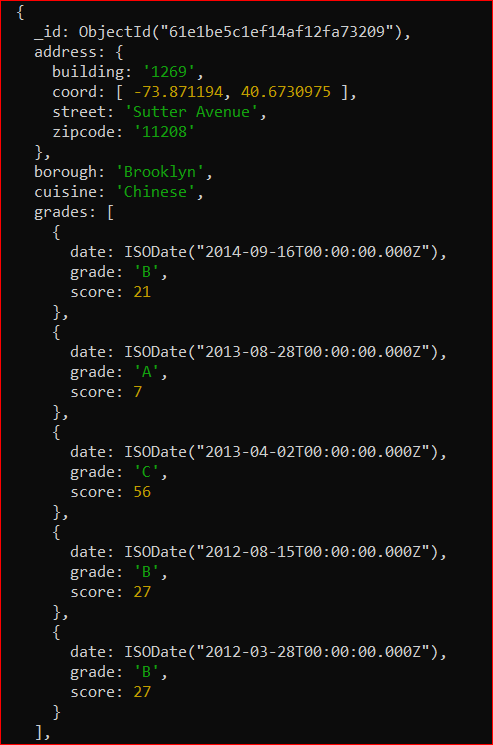 {
_id: ObjectId("61e1be5c1ef14af12fa73209"),
address: {
building: '1269',
coord: [ -73.871194, 40.6730975 ],
street: 'Sutter Avenue',
zipcode: '11208'
},
borough: 'Brooklyn',
cuisine: 'Chinese',
grades: [
{
date: ISODate("2014-09-16T00:00:00.000Z"),
grade: 'B',
score: 21
},
{
date: ISODate("2013-08-28T00:00:00.000Z"),
grade: 'A',
score: 7
},
{
date: ISODate("2013-04-02T00:00:00.000Z"),
grade: 'C',
score: 56
},
{
date: ISODate("2012-08-15T00:00:00.000Z"),
grade: 'B',
score: 27
},
{
date: ISODate("2012-03-28T00:00:00.000Z"),
grade: 'B',
score: 27
}
],